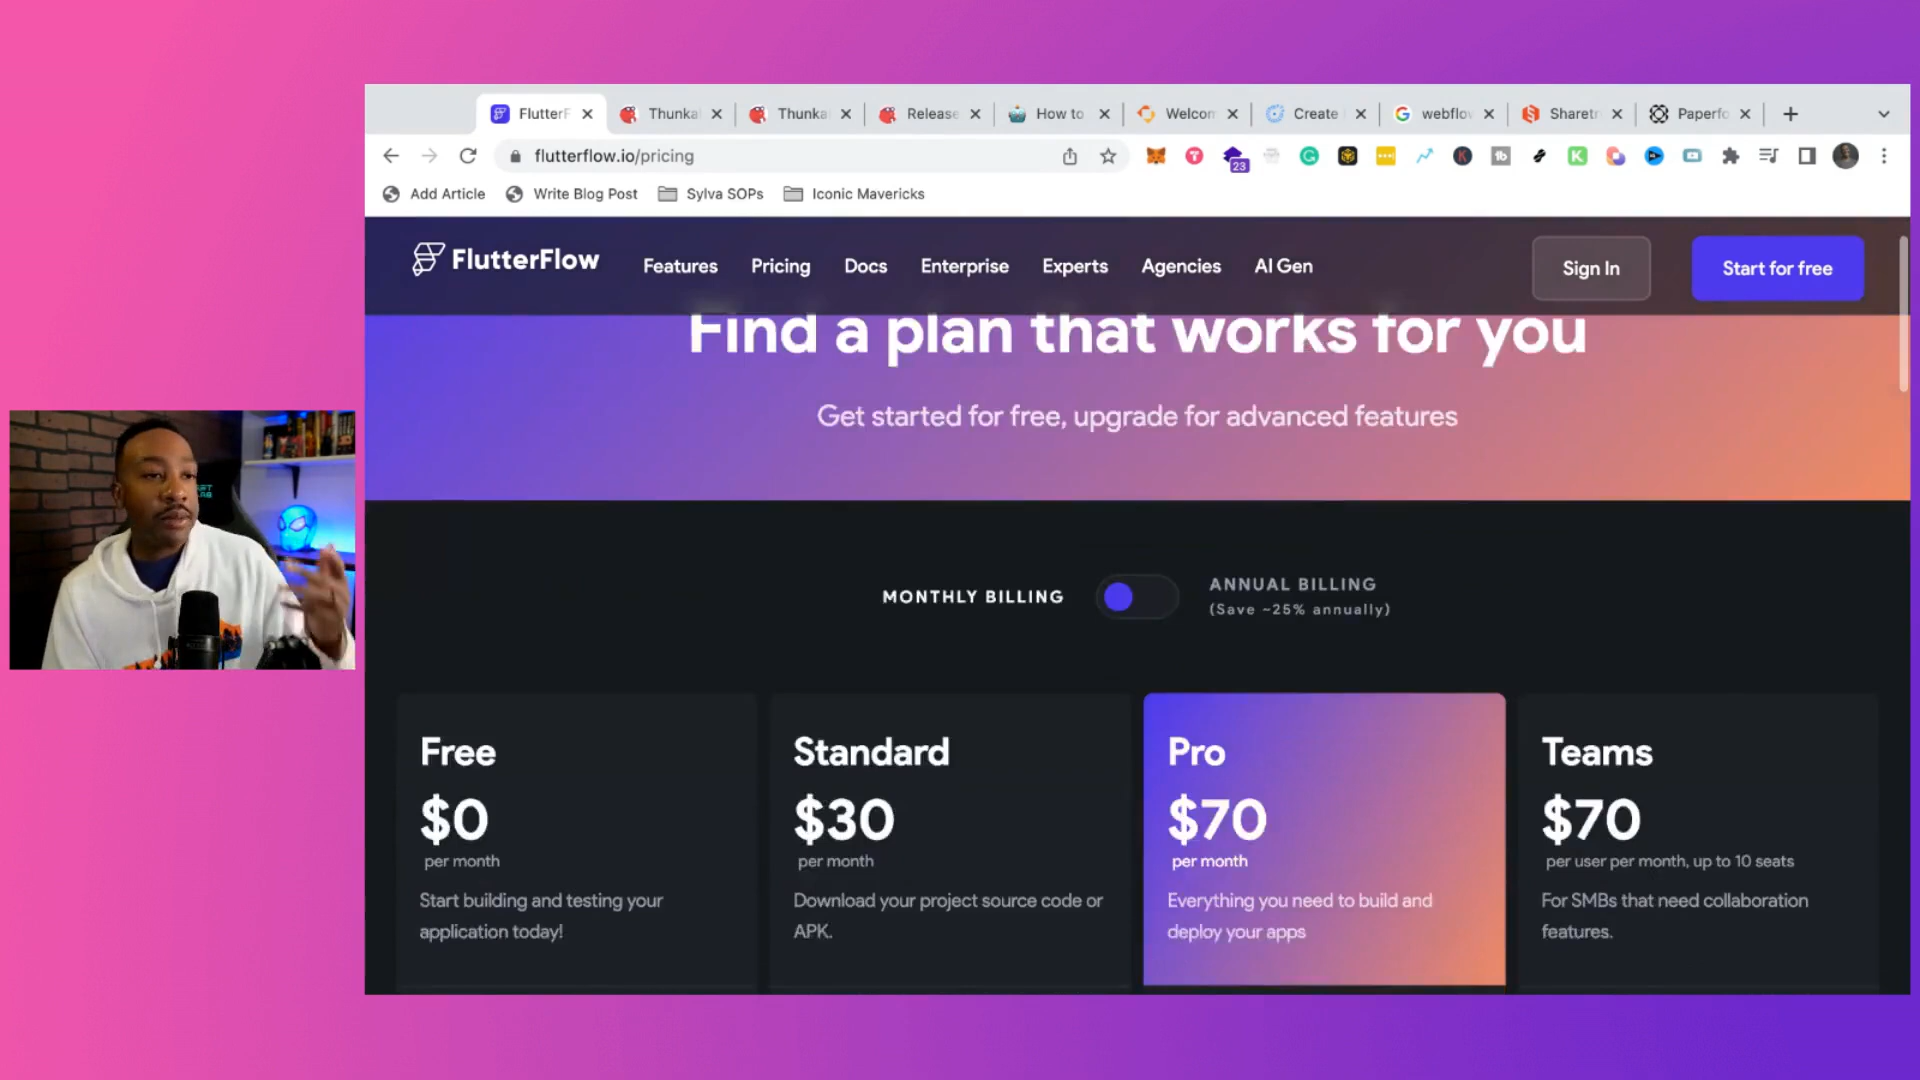 FlutterF
Thunka
Thunka
Release
How to
Welcom
Create
webflow
Sharetr
Paperfo
flutterflow.io/pricing
23
Add Article
Write Blog Post
Sylva SOPs
Iconic Mavericks
FlutterFlow
Features
Pricing
Docs
Enterprise
Experts
Agencies
AI Gen
Sign In
Start for free
Find a plan that works for you
Get started for free, upgrade for advanced features
MONTHLY BILLING
ANNUAL BILLING
(Save ~25% annually)
Free
$0
per month
Start building and testing your
application today!
Standard
$30
per month
Download your project source code or
APK.
Pro
$70
per month
Everything you need to build and
deploy your apps
Teams
$70
per user per month, up to 10 seats
For SMBs that need collaboration
features.